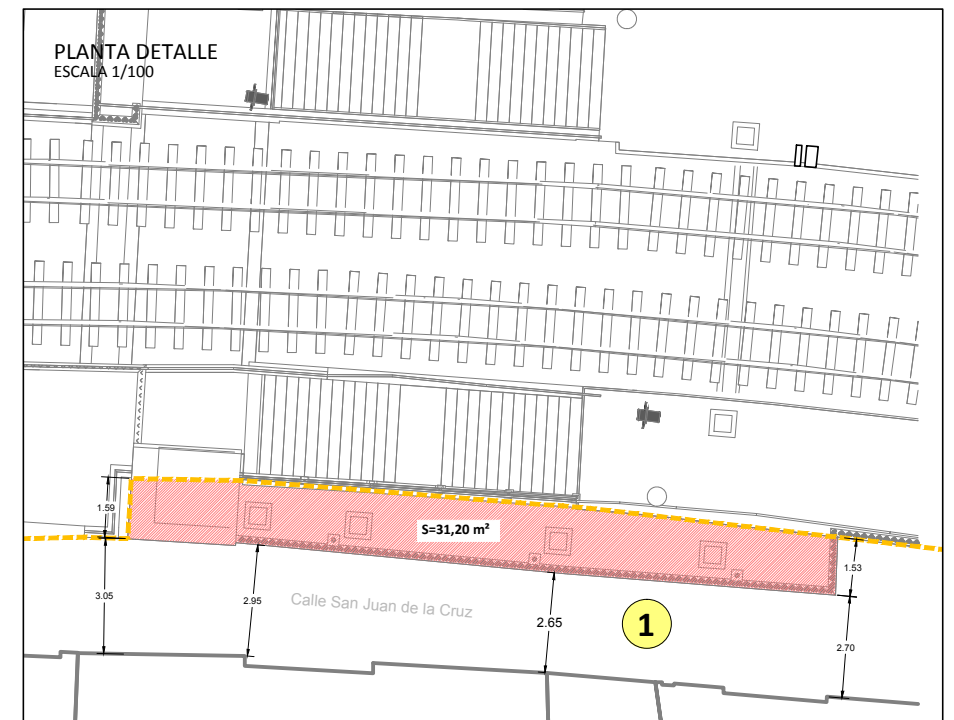 PLANTA DETALLE
ESCALA 1/100
1.59
S=31,20 m²
1.53
3.05
2.95
Calle San Juan de la Cruz
2.65
1
2.70